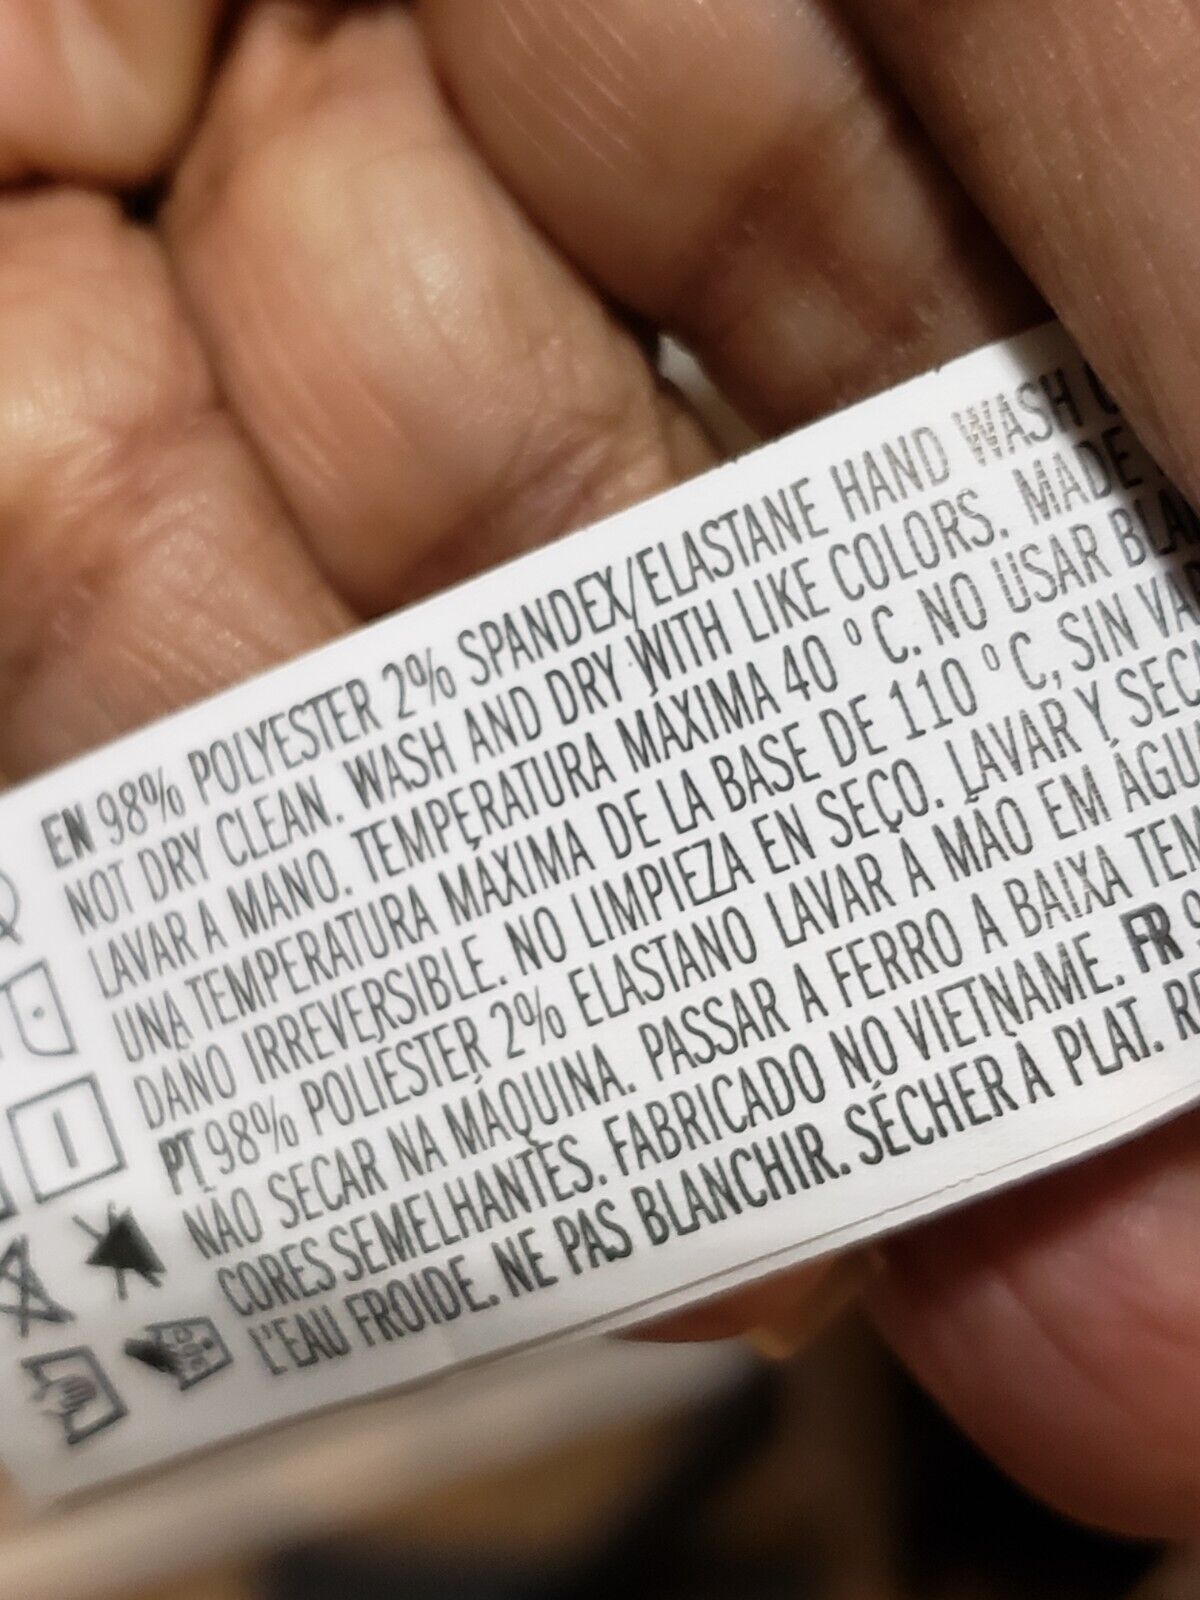 EN 98% POLYESTER 2% SPANDEX/ELASTANE HAND WASH
NOT DRY CLEAN. WASH AND DRY WITH LIKE COLORS. MADE
LAVAR A MANO. TEMPERATURA MÁXIMA 40 °C. NO USAR
UNA TEMPERATURA MÁXIMA DE LA BASE DE 110 °C, SIN
DAÑO IRREVERSIBLE. NO LIMPIEZA EN SECO. LAVAR Y
PT 98% POLIÉSTER 2% ELASTANO LAVAR À MÃO EM
NÃO SECAR NA MÁQUINA. PASSAR A FERRO A BAIXA
CORES SEMELHANTES. FABRICADO NO VIETNAME. FR
L'EAU FROIDE. NE PAS BLANCHIR. SÉCHER À PLAT.